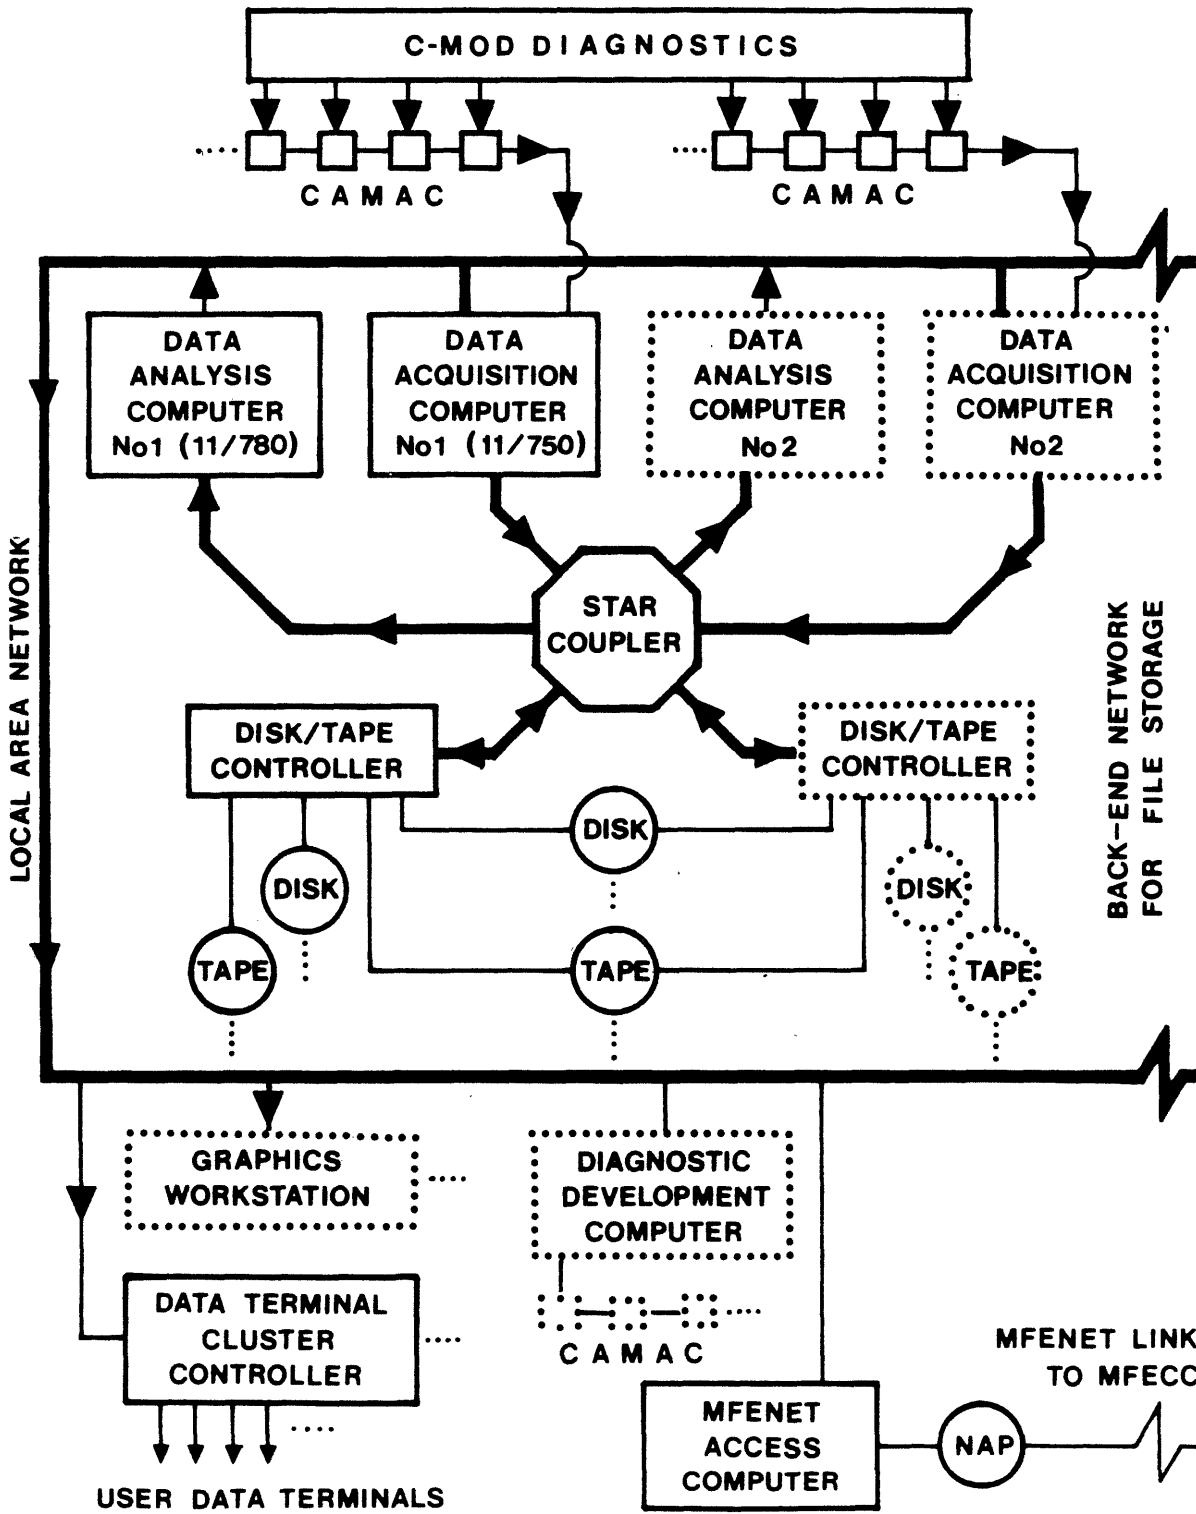 C-MOD DIAGNOSTICS
CAMAC
CAMAC
DATA
ANALYSIS
COMPUTER
No1 (11/780)
DATA
ACQUISITION
COMPUTER
No1 (11/750)
DATA
ANALYSIS
COMPUTER
No2
DATA
ACQUISITION
COMPUTER
No2
LOCAL AREA NETWORK
STAR
COUPLER
BACK-END NETWORK
FOR FILE STORAGE
DISK/TAPE
CONTROLLER
DISK/TAPE
CONTROLLER
DISK
DISK
DISK
TAPE
TAPE
TAPE
GRAPHICS
WORKSTATION
DIAGNOSTIC
DEVELOPMENT
COMPUTER
CAMAC
DATA TERMINAL
CLUSTER
CONTROLLER
USER DATA TERMINALS
MFENET LINK
TO MFECC
MFENET
ACCESS
COMPUTER
NAP